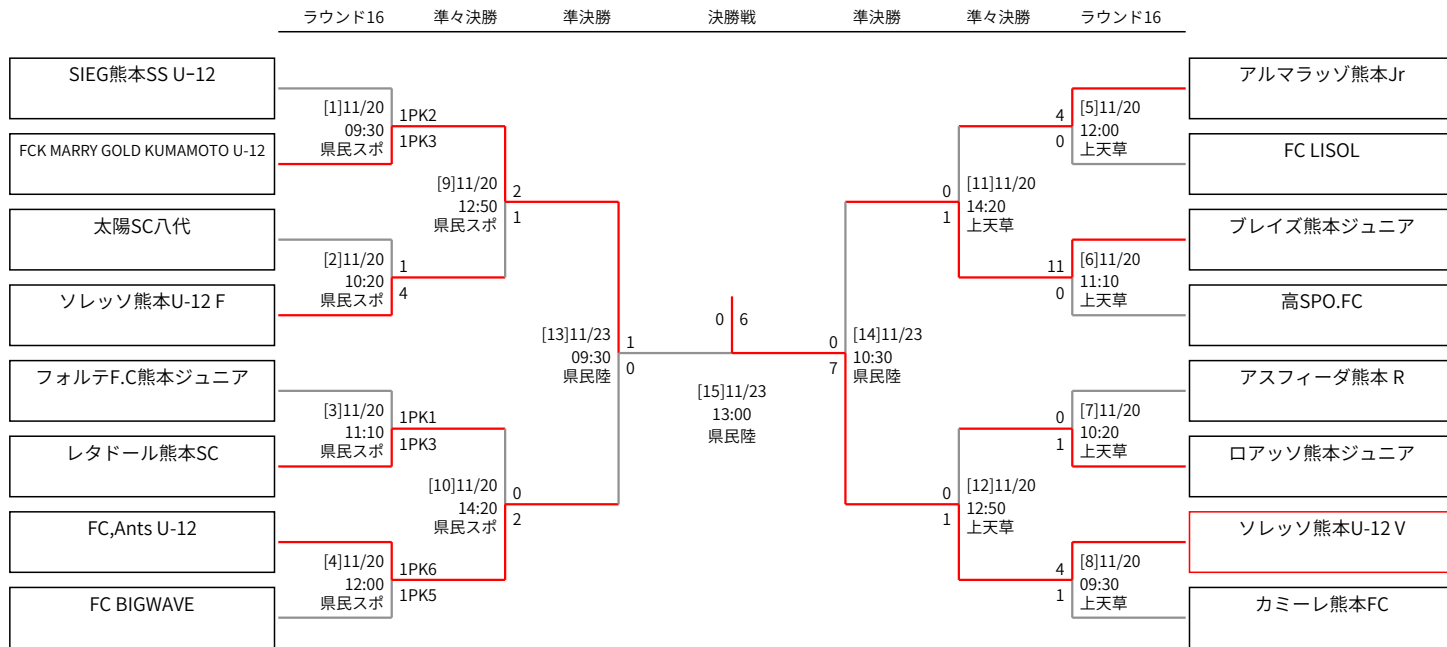 ラウンド16 準々決勝 準決勝 決勝戦 準決勝 準々決勝 ラウンド16
SIEG熊本SS U−12
FCK MARRY GOLD KUMAMOTO U-12
太陽SC八代
ソレッソ熊本U-12 F
フォルテF.C熊本ジュニア
レタドール熊本SC
FC,Ants U-12
FC BIGWAVE
[1]11/20
09:30
県民スポ
1PK2
1PK3
[2]11/20
10:20
県民スポ
1
4
[3]11/20
11:10
県民スポ
1PK1
1PK3
[4]11/20
12:00
県民スポ
1PK6
1PK5
[9]11/20
12:50
県民スポ
2
1
[10]11/20
14:20
県民スポ
0
2
[13]11/23
09:30
県民陸
1
0
0 6
[15]11/23
13:00
県民陸
0
7
[14]11/23
10:30
県民陸
0
1
[11]11/20
14:20
上天草
0
1
[12]11/20
12:50
上天草
4
0
[5]11/20
12:00
上天草
11
0
[6]11/20
11:10
上天草
0
1
[7]11/20
10:20
上天草
4
1
[8]11/20
09:30
上天草
アルマラッゾ熊本Jr
FC LISOL
ブレイズ熊本ジュニア
高SPO.FC
アスフィーダ熊本 R
ロアッソ熊本ジュニア
ソレッソ熊本U-12 V
カミーレ熊本FC